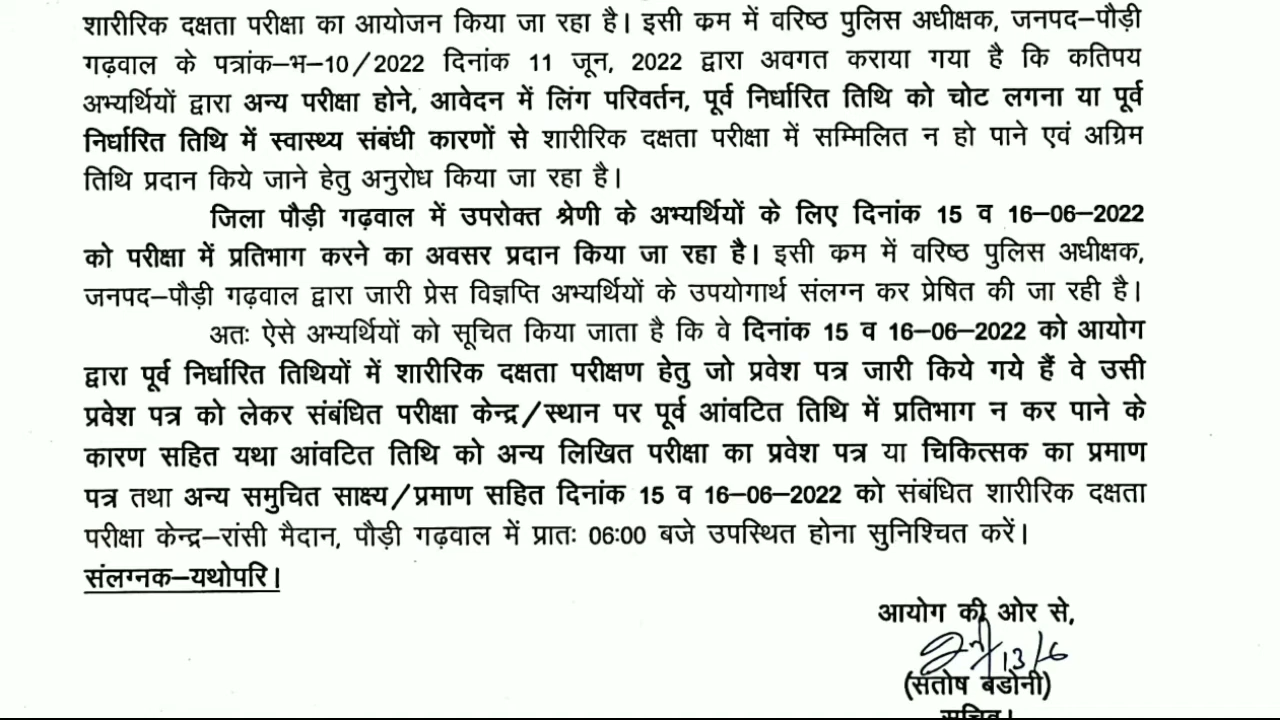 शारीरिक दक्षता परीक्षा का आयोजन किया जा रहा है। इसी क्रम में वरिष्ठ पुलिस अधीक्षक, जनपद–पौड़ी
गढ़वाल के पत्रांक–भ–10/2022 दिनांक 11 जून, 2022 द्वारा अवगत कराया गया है कि कतिपय
अभ्यर्थियों द्वारा अन्य परीक्षा होने, आवेदन में लिंग परिवर्तन, पूर्व निर्धारित तिथि को चोट लगना या पूर्व
निर्धारित तिथि में स्वास्थ्य संबंधी कारणों से शारीरिक दक्षता परीक्षा में सम्मिलित न हो पाने एवं अग्रिम
तिथि प्रदान किये जाने हेतु अनुरोध किया जा रहा है।
जिला पौड़ी गढ़वाल में उपरोक्त श्रेणी के अभ्यर्थियों के लिए दिनांक 15 व 16–06–2022
को परीक्षा में प्रतिभाग करने का अवसर प्रदान किया जा रहा है। इसी क्रम में वरिष्ठ पुलिस अधीक्षक,
जनपद–पौड़ी गढ़वाल द्वारा जारी प्रेस विज्ञप्ति अभ्यर्थियों के उपयोगार्थ संलग्न कर प्रेषित की जा रही है।
अतः ऐसे अभ्यर्थियों को सूचित किया जाता है कि वे दिनांक 15 व 16–06–2022 को आयोग
द्वारा पूर्व निर्धारित तिथियों में शारीरिक दक्षता परीक्षण हेतु जो प्रवेश पत्र जारी किये गये हैं वे उसी
प्रवेश पत्र को लेकर संबंधित परीक्षा केन्द्र/स्थान पर पूर्व आंवटित तिथि में प्रतिभाग न कर पाने के
कारण सहित यथा आंवटित तिथि को अन्य लिखित परीक्षा का प्रवेश पत्र या चिकित्सक का प्रमाण
पत्र तथा अन्य समुचित साक्ष्य/प्रमाण सहित दिनांक 15 व 16–06–2022 को संबंधित शारीरिक दक्षता
परीक्षा केन्द्र–रांसी मैदान, पौड़ी गढ़वाल में प्रातः 06:00 बजे उपस्थित होना सुनिश्चित करें।
संलग्नक–यथोपरि।
आयोग की ओर से,
13/6
(संतोष बडोनी)
सचिव।